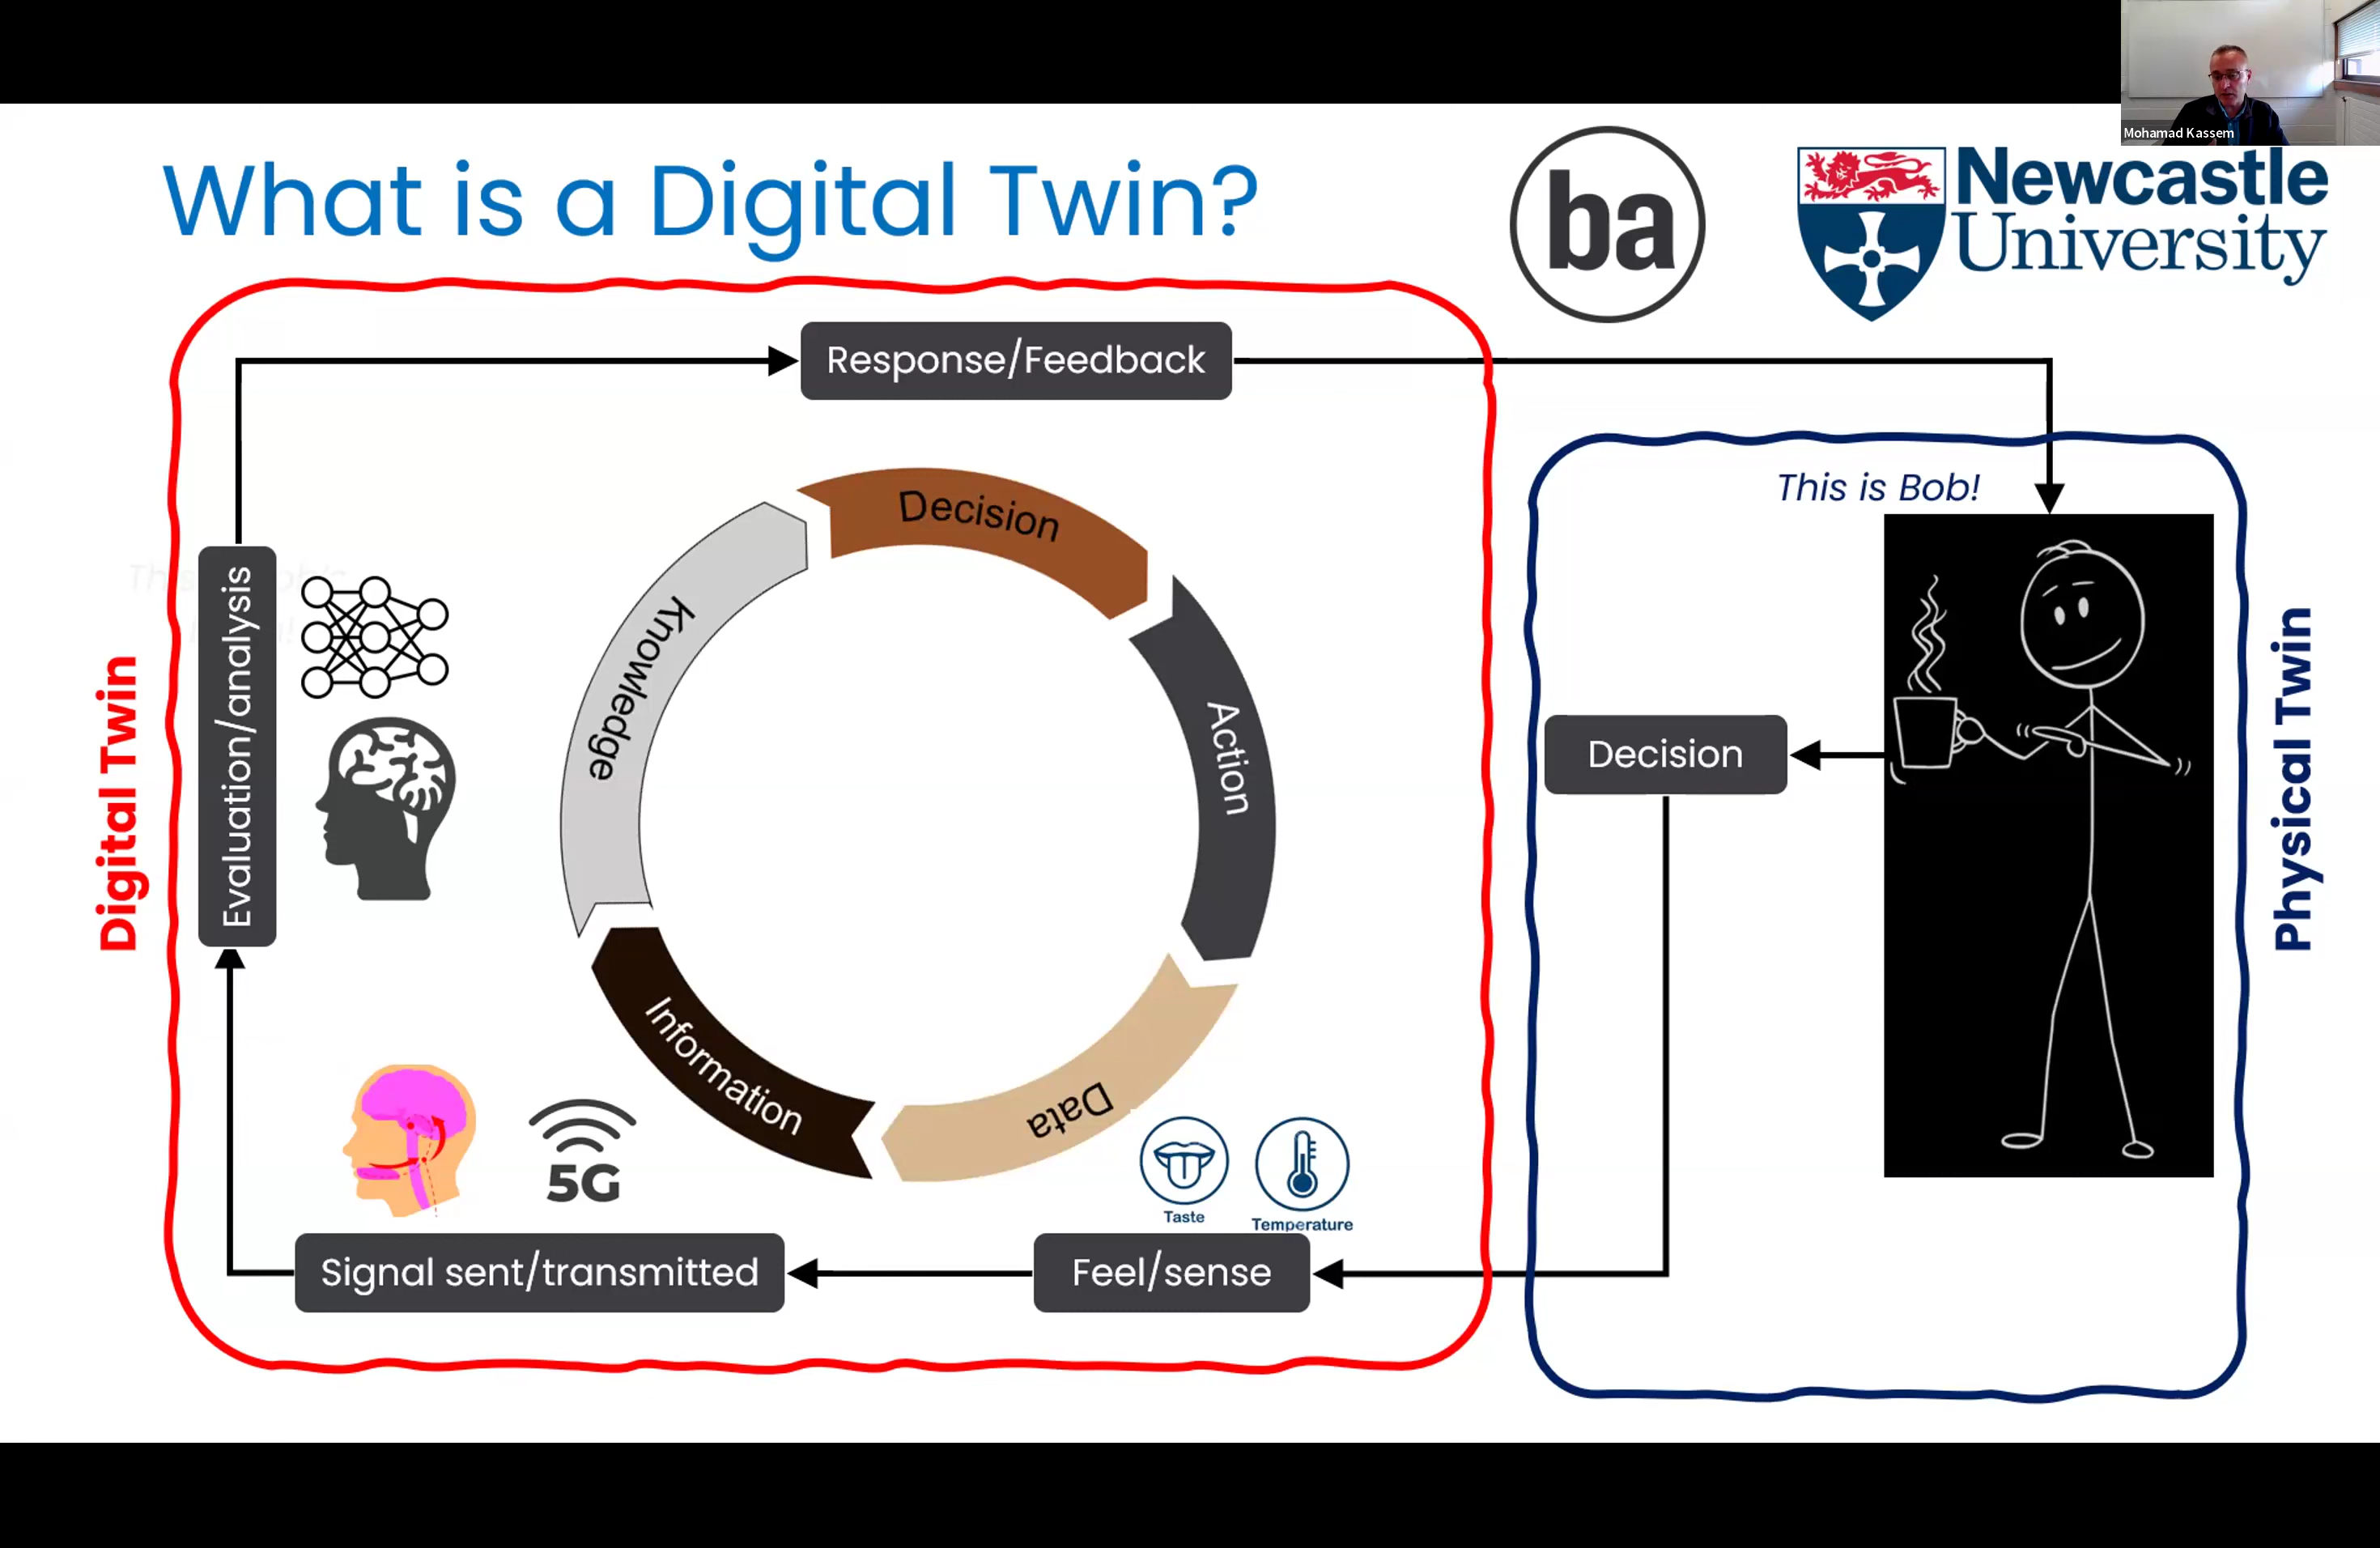 Mohamad Kassem
What is a Digital Twin?
ba
Newcastle
University
Response/Feedback
This is Bob!
Decision
Knowledge
Action
Evaluation/analysis
Digital Twin
Physical Twin
Decision
Information
Data
5G
Taste
Temperature
Signal sent/transmitted
Feel/sense